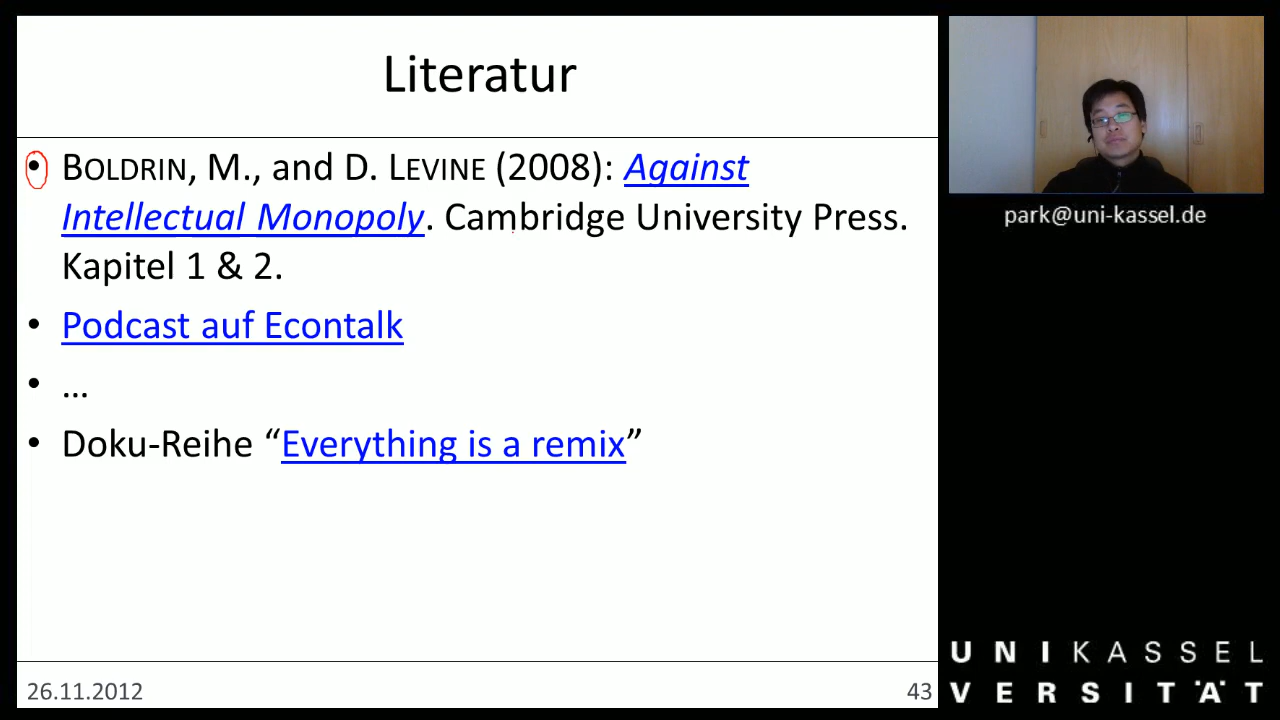 Literatur
• BOLDRIN, M., and D. LEVINE (2008): Against
Intellectual Monopoly. Cambridge University Press.
Kapitel 1 & 2.
• Podcast auf Econtalk
• …
• Doku-Reihe “Everything is a remix”
26.11.2012
43
park@uni-kassel.de
UNIKASSEL
VERSITÄT